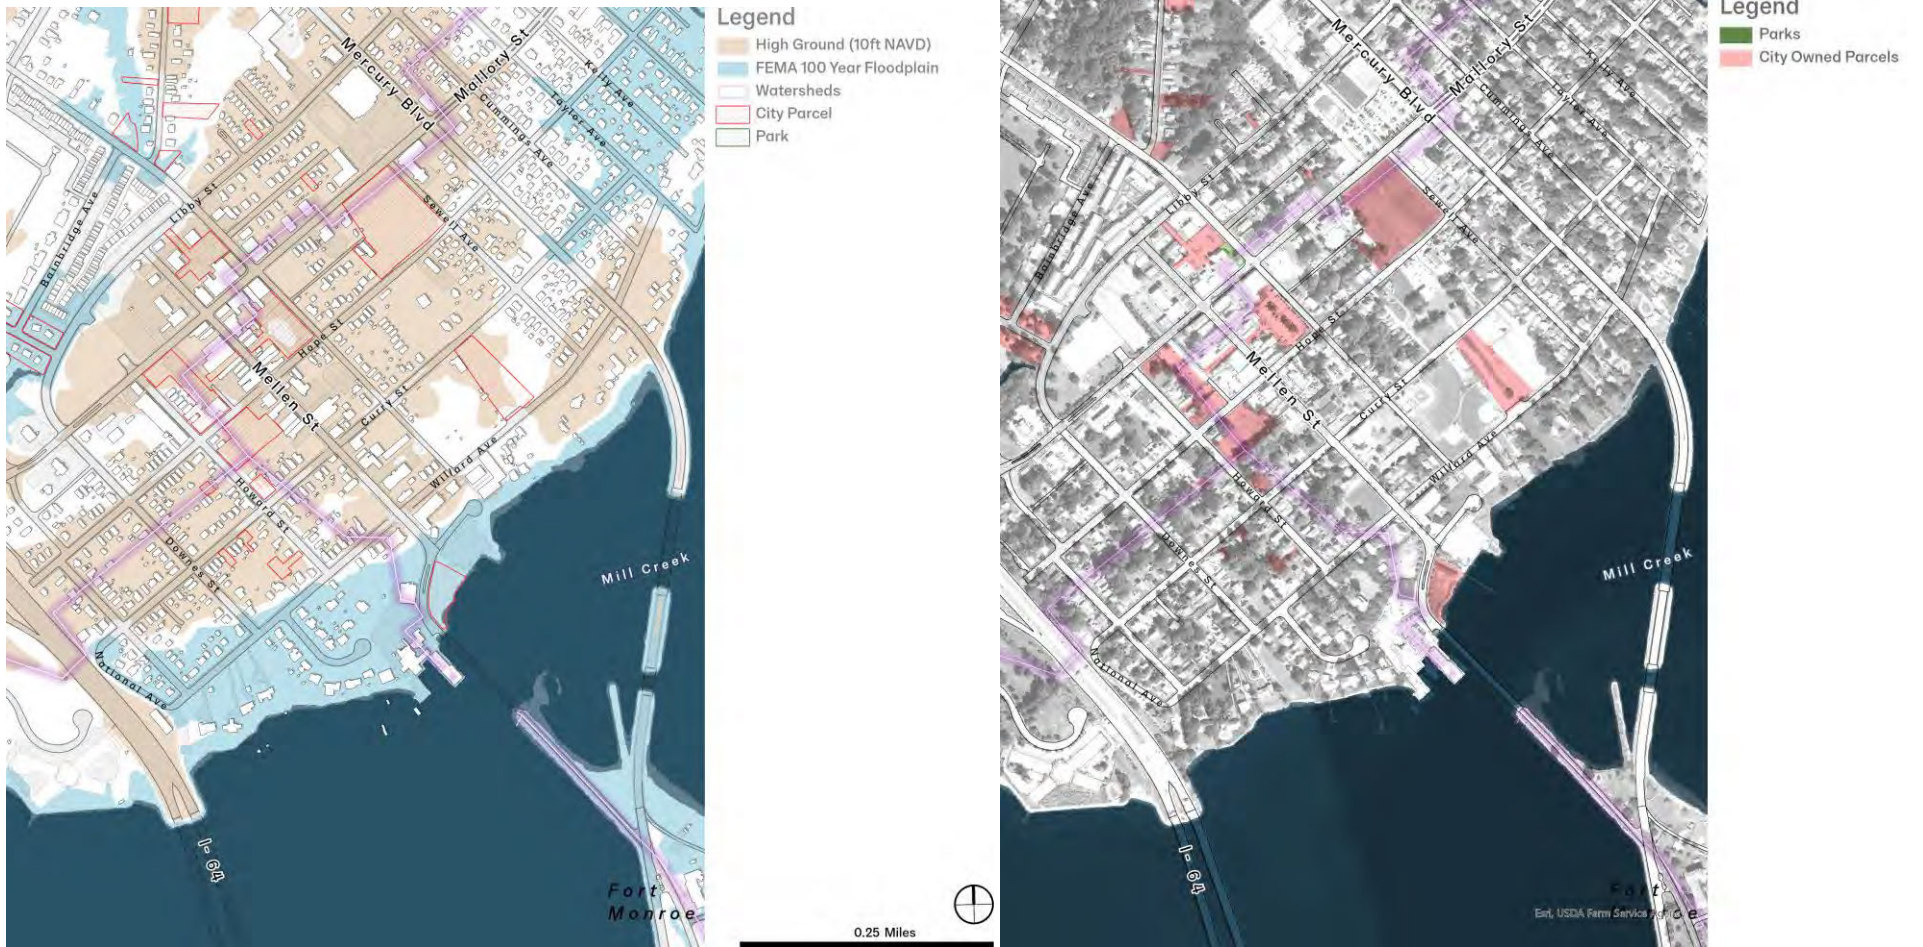 Legend
High Ground (10ft NAVD)
FEMA 100 Year Floodplain
Watersheds
City Parcel
Park
Mercury Blvd
Mallory St
Kelly Ave
Taylor Ave
Cummings Ave
Bainbridge Ave
Libby St
Sewell Ave
Hope St
Mellen St
Curry St
Willard Ave
Howard St
Downes St
National Ave
Mill Creek
I-64
Fort
Monroe
0.25 Miles
Legend
Parks
City Owned Parcels
Mercury Blvd
Mallory St
Kelly Ave
Taylor Ave
Cummings Ave
Bainbridge Ave
Libby St
Sewell Ave
Hope St
Mellen St
Curry St
Willard Ave
Howard St
Downes St
National Ave
Mill Creek
I-64
Fort
Esri, USDA Farm Service